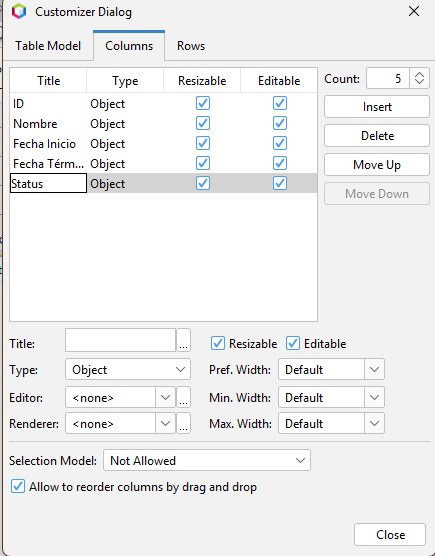 Customizer Dialog
Table Model Columns Rows
Title Type Resizable Editable Count: 5
ID Object
Nombre Object
Fecha Inicio Object
Fecha Térm... Object
Status Object
Insert
Delete
Move Up
Move Down
Title: ... Resizable Editable
Type: Object Pref. Width: Default
Editor: <none> ... Min. Width: Default
Renderer: <none> ... Max. Width: Default
Selection Model: Not Allowed
Allow to reorder columns by drag and drop
Close